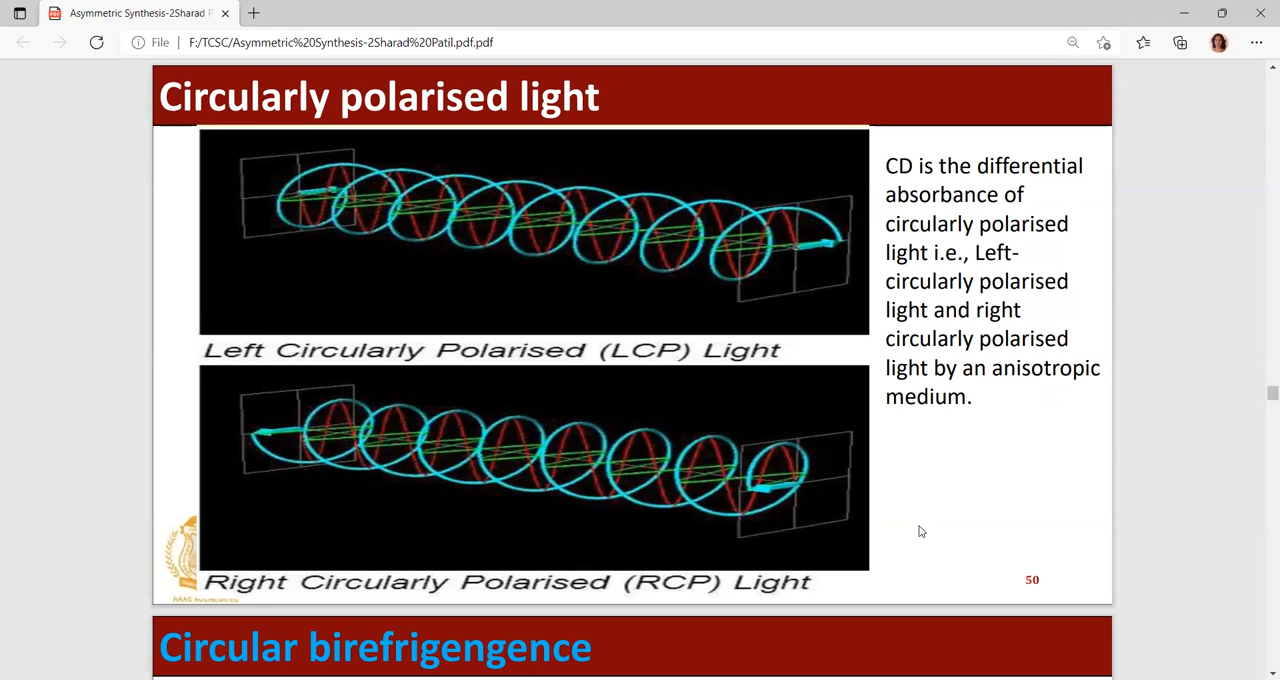 Asymmetric Synthesis-2Sharad P
File
F:/TCSC/Asymmetric%20Synthesis-2Sharad%20Patil.pdf.pdf
Circularly polarised light
Left Circularly Polarised (LCP) Light
Right Circularly Polarised (RCP) Light
CD is the differential
absorbance of
circularly polarised
light i.e., Left-
circularly polarised
light and right
circularly polarised
light by an anisotropic
medium.
NAAC ACCREDITED
50
Circular birefrigengence